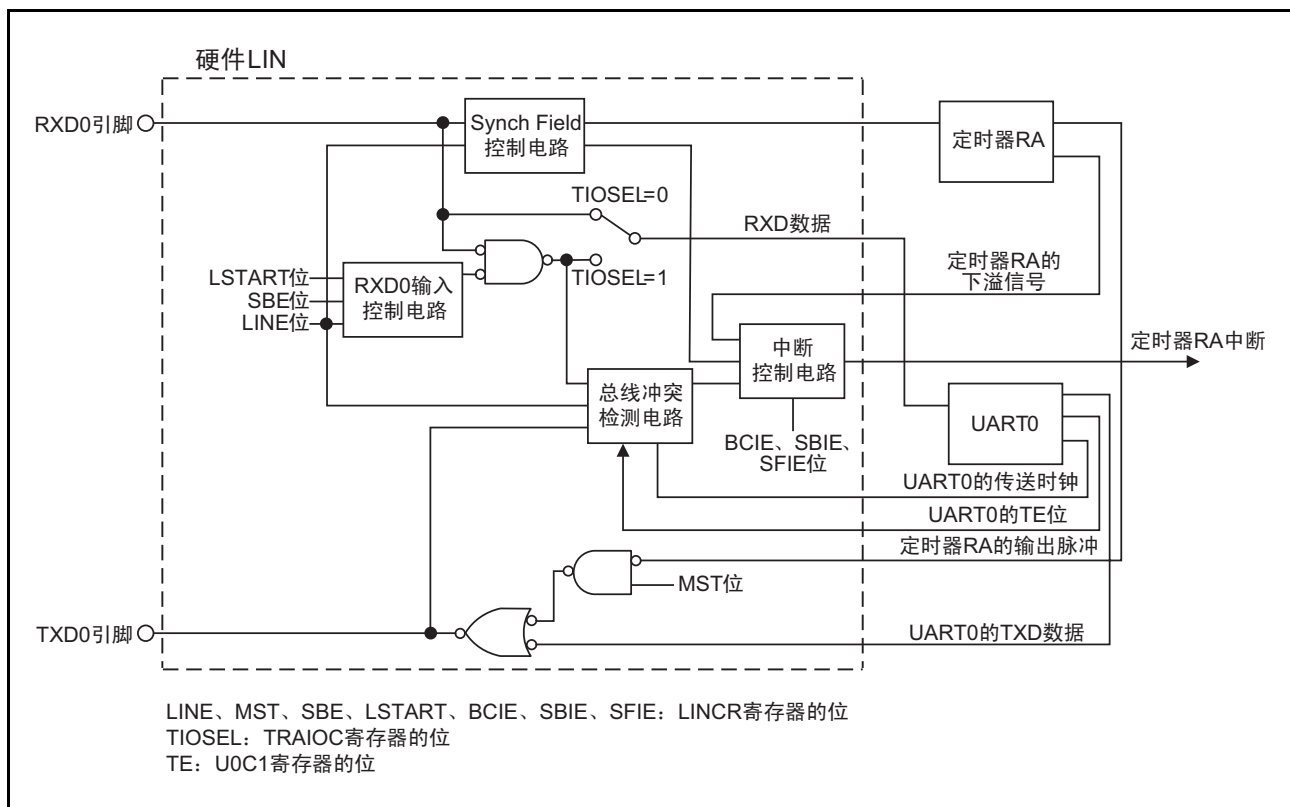 硬件LIN
RXD0引脚
Synch Field
控制电路
定时器RA
TIOSEL=0
RXD数据
LSTART位
SBE位
LINE位
RXD0输入
控制电路
TIOSEL=1
定时器RA的
下溢信号
中断
控制电路
定时器RA中断
总线冲突
检测电路
BCIE、SBIE、
SFIE位
UART0
UART0的传送时钟
UART0的TE位
定时器RA的输出脉冲
MST位
TXD0引脚
UART0的TXD数据
LINE、MST、SBE、LSTART、BCIE、SBIE、SFIE：LINCR寄存器的位
TIOSEL：TRAIOC寄存器的位
TE：U0C1寄存器的位